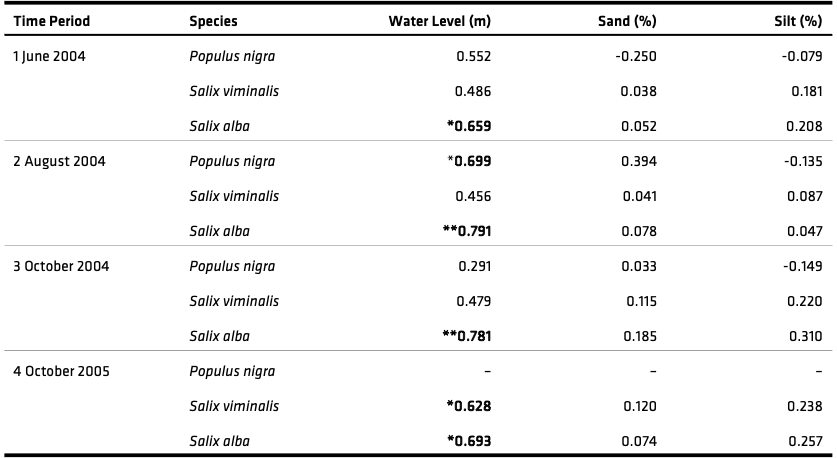 Time Period Species Water Level (m) Sand (%) Silt (%)
1 June 2004 Populus nigra 0.552 -0.250 -0.079
Salix viminalis 0.486 0.038 0.181
Salix alba *0.659 0.052 0.208
2 August 2004 Populus nigra *0.699 0.394 -0.135
Salix viminalis 0.456 0.041 0.087
Salix alba **0.791 0.078 0.047
3 October 2004 Populus nigra 0.291 0.033 -0.149
Salix viminalis 0.479 0.115 0.220
Salix alba **0.781 0.185 0.310
4 October 2005 Populus nigra – – –
Salix viminalis *0.628 0.120 0.238
Salix alba *0.693 0.074 0.257